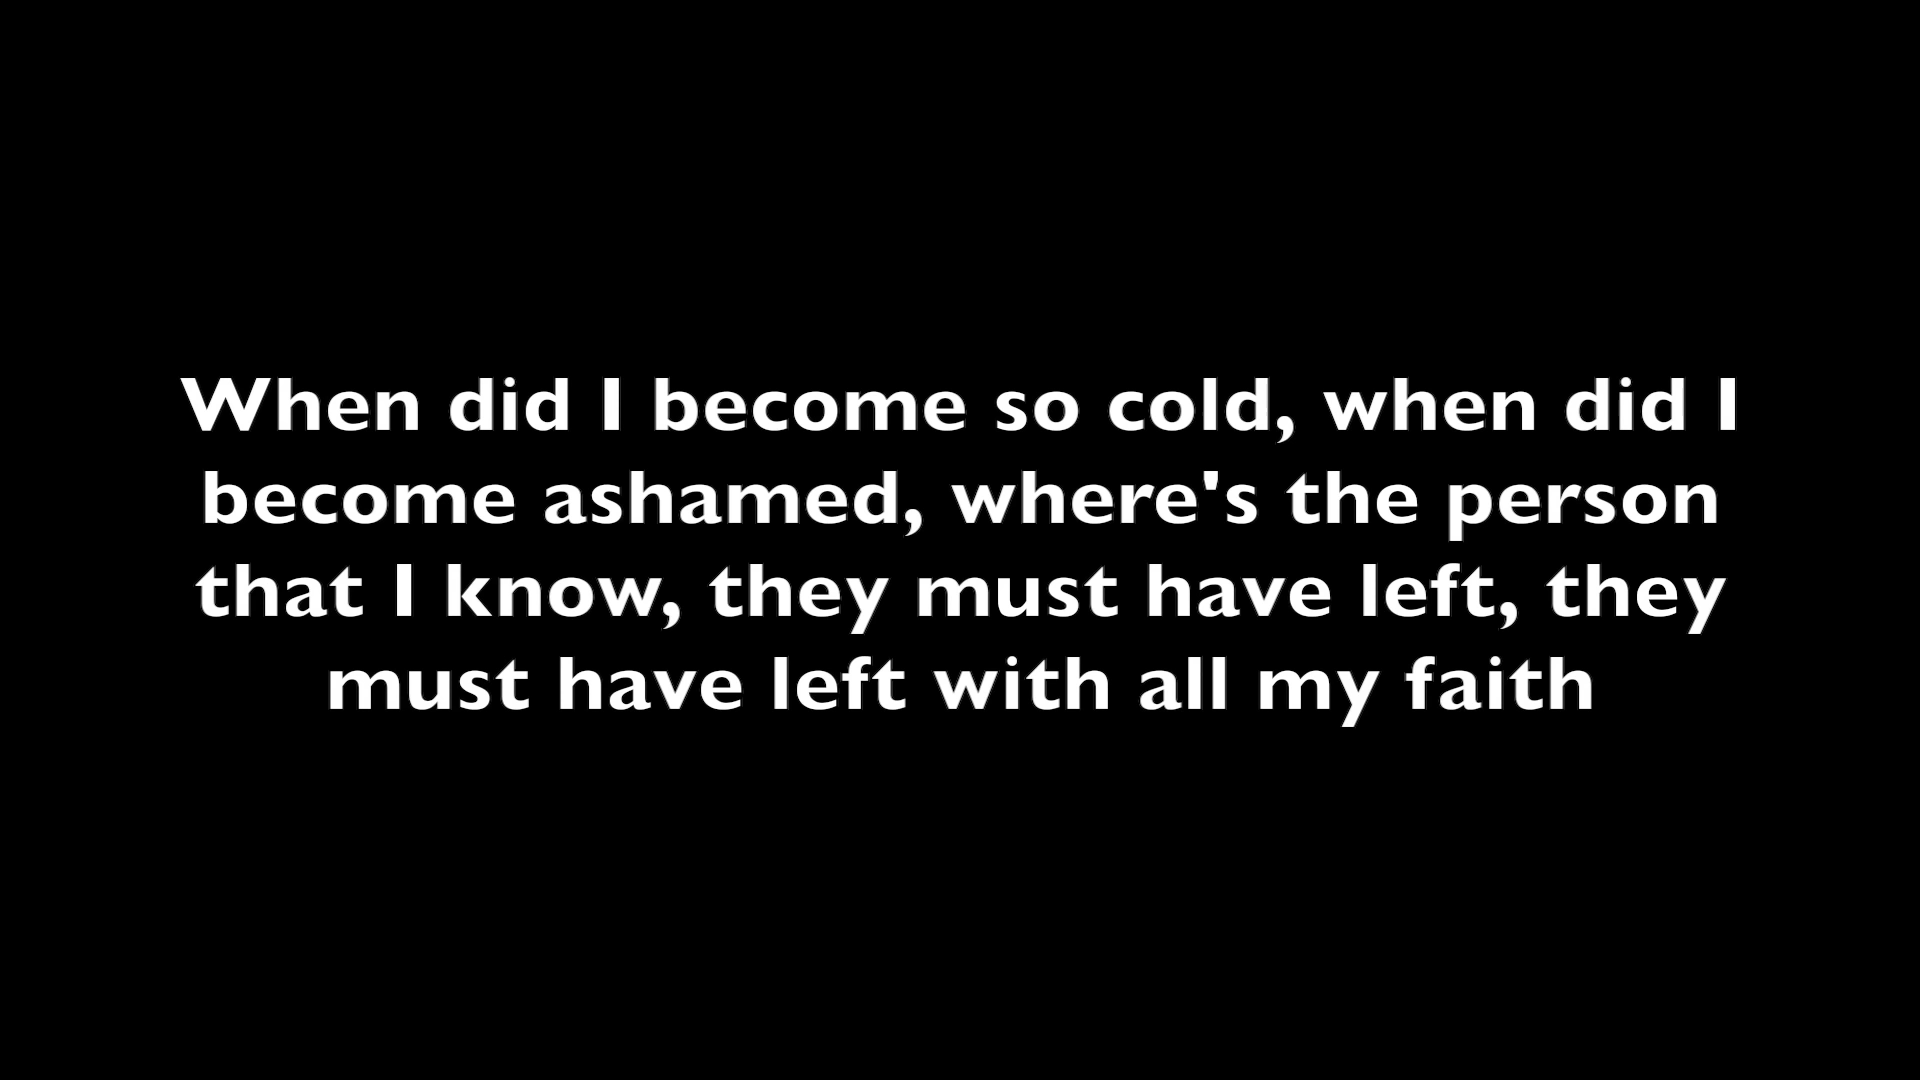 When did I become so cold, when did I
become ashamed, where's the person
that I know, they must have left, they
must have left with all my faith